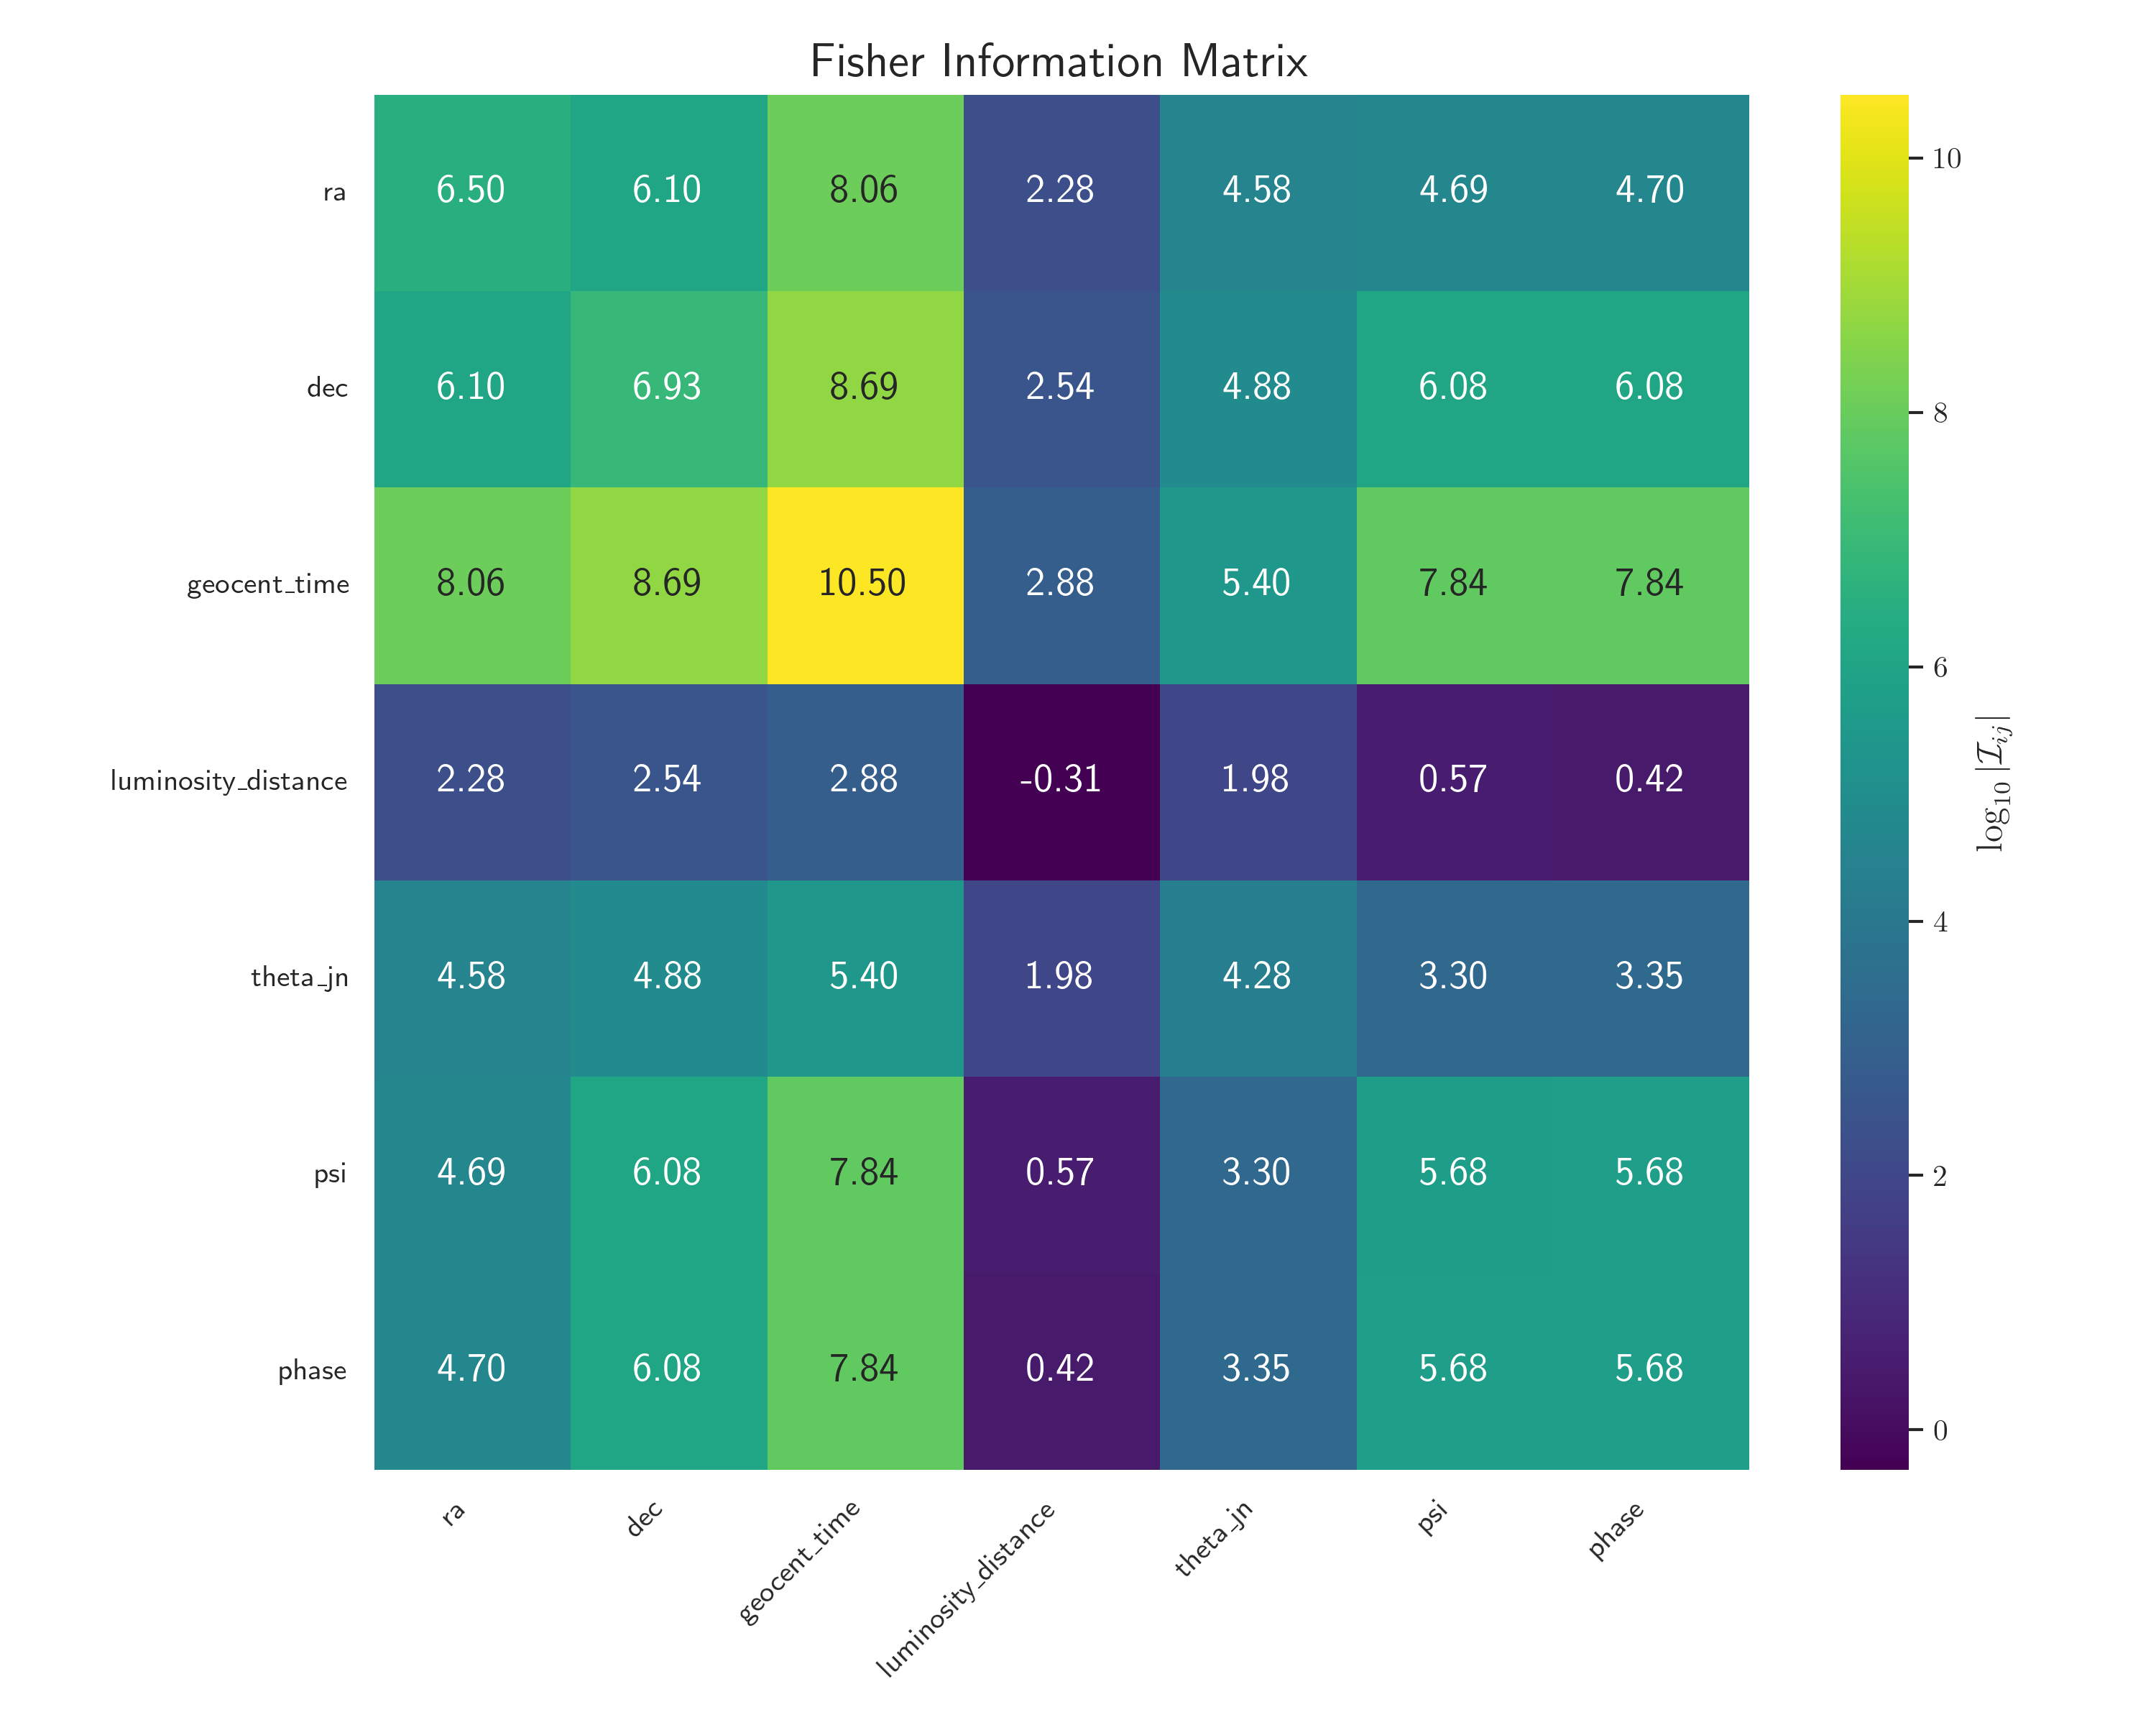 Fisher Information Matrix
ra 6.50 6.10 8.06 2.28 4.58 4.69 4.70
dec 6.10 6.93 8.69 2.54 4.88 6.08 6.08
geocent_time 8.06 8.69 10.50 2.88 5.40 7.84 7.84
luminosity_distance 2.28 2.54 2.88 -0.31 1.98 0.57 0.42
theta_jn 4.58 4.88 5.40 1.98 4.28 3.30 3.35
psi 4.69 6.08 7.84 0.57 3.30 5.68 5.68
phase 4.70 6.08 7.84 0.42 3.35 5.68 5.68
ra dec geocent_time luminosity_distance theta_jn psi phase
10
8
6
4
2
0
log₁₀ |ℐᵢⱼ|